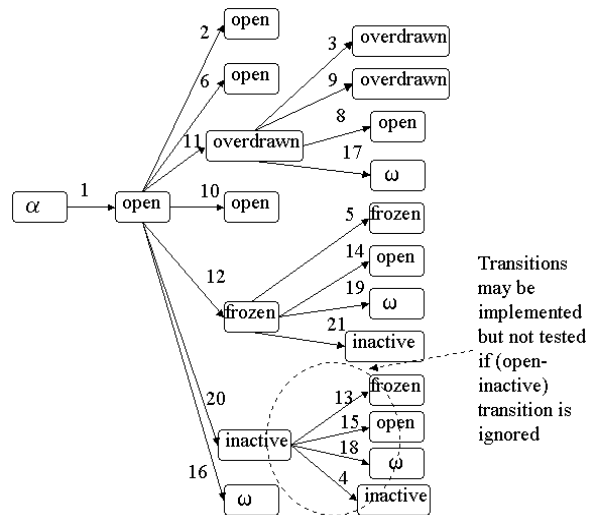 open
2
3
overdrawn
6
open
9
overdrawn
8
open
11
overdrawn
17
ω
1
10
α
open
open
5
frozen
14
open
12
19
ω
frozen
21
inactive
Transitions
may be
implemented
but not tested
if (open-
inactive)
transition is
ignored
13
frozen
20
15
open
inactive
18
ω
16
4
ω
inactive